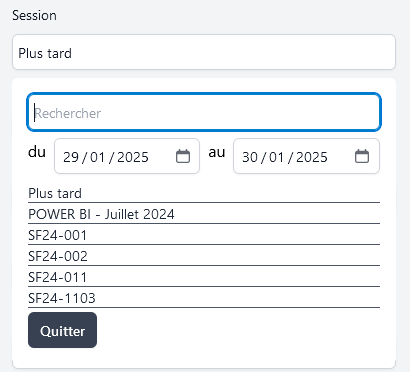 Session
Plus tard
Rechercher
du 29/01/2025 au 30/01/2025
Plus tard
POWER BI - Juillet 2024
SF24-001
SF24-002
SF24-011
SF24-1103
Quitter